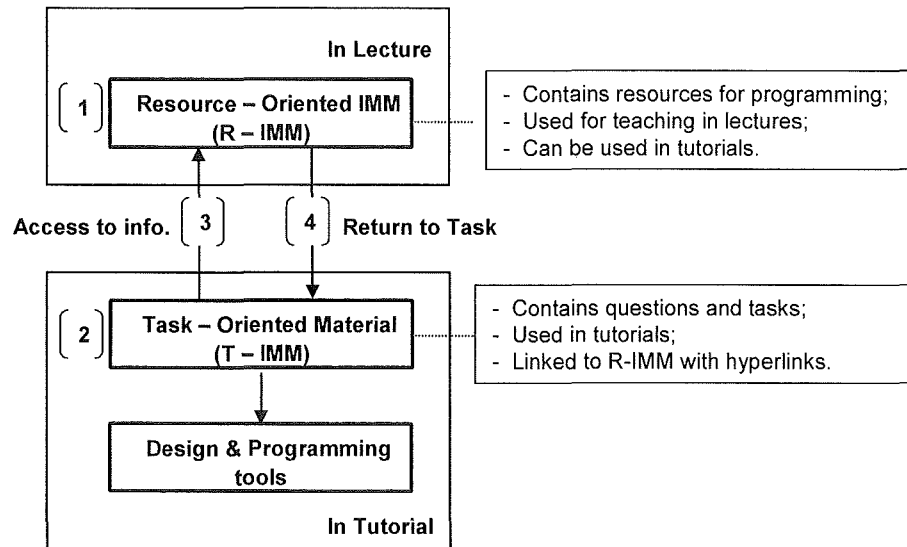 In Lecture
1
Resource – Oriented IMM
(R – IMM)
- Contains resources for programming;
- Used for teaching in lectures;
- Can be used in tutorials.
Access to info.
3
4
Return to Task
2
Task – Oriented Material
(T – IMM)
- Contains questions and tasks;
- Used in tutorials;
- Linked to R-IMM with hyperlinks.
Design & Programming
tools
In Tutorial